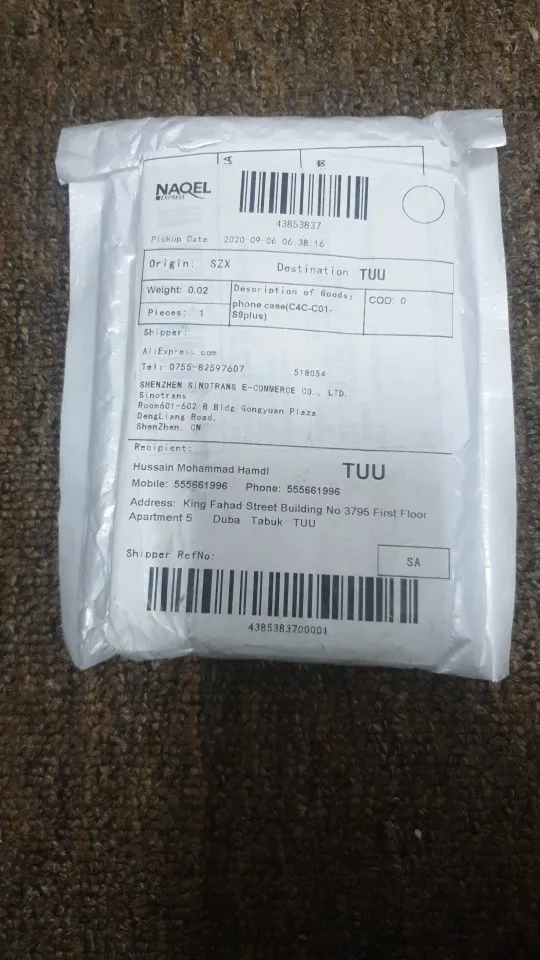 NAQEL
EXPRESS
43853837
Pickup Date 2020-09-06 06:38:16
Origin: SZX Destination TUU
Weight: 0.02
Pieces: 1
Description of Goods:
phone case(C4C-C01-
S9plus)
COD: 0
Shipper:
AliExpress.com
Tel: 0755-82597607 518054
SHENZHEN SINOTRANS E-COMMERCE CO., LTD.
Sinotrans
Room601-602 B Bldg Gongyuan Plaza
DengLiang Road,
ShenZhen. CN
Recipient:
Hussain Mohammad Hamdi TUU
Mobile: 555661996 Phone: 555661996
Address: King Fahad Street Building No 3795 First Floor
Apartment 5 Duba Tabuk TUU
Shipper RefNo:
SA
4385383700001